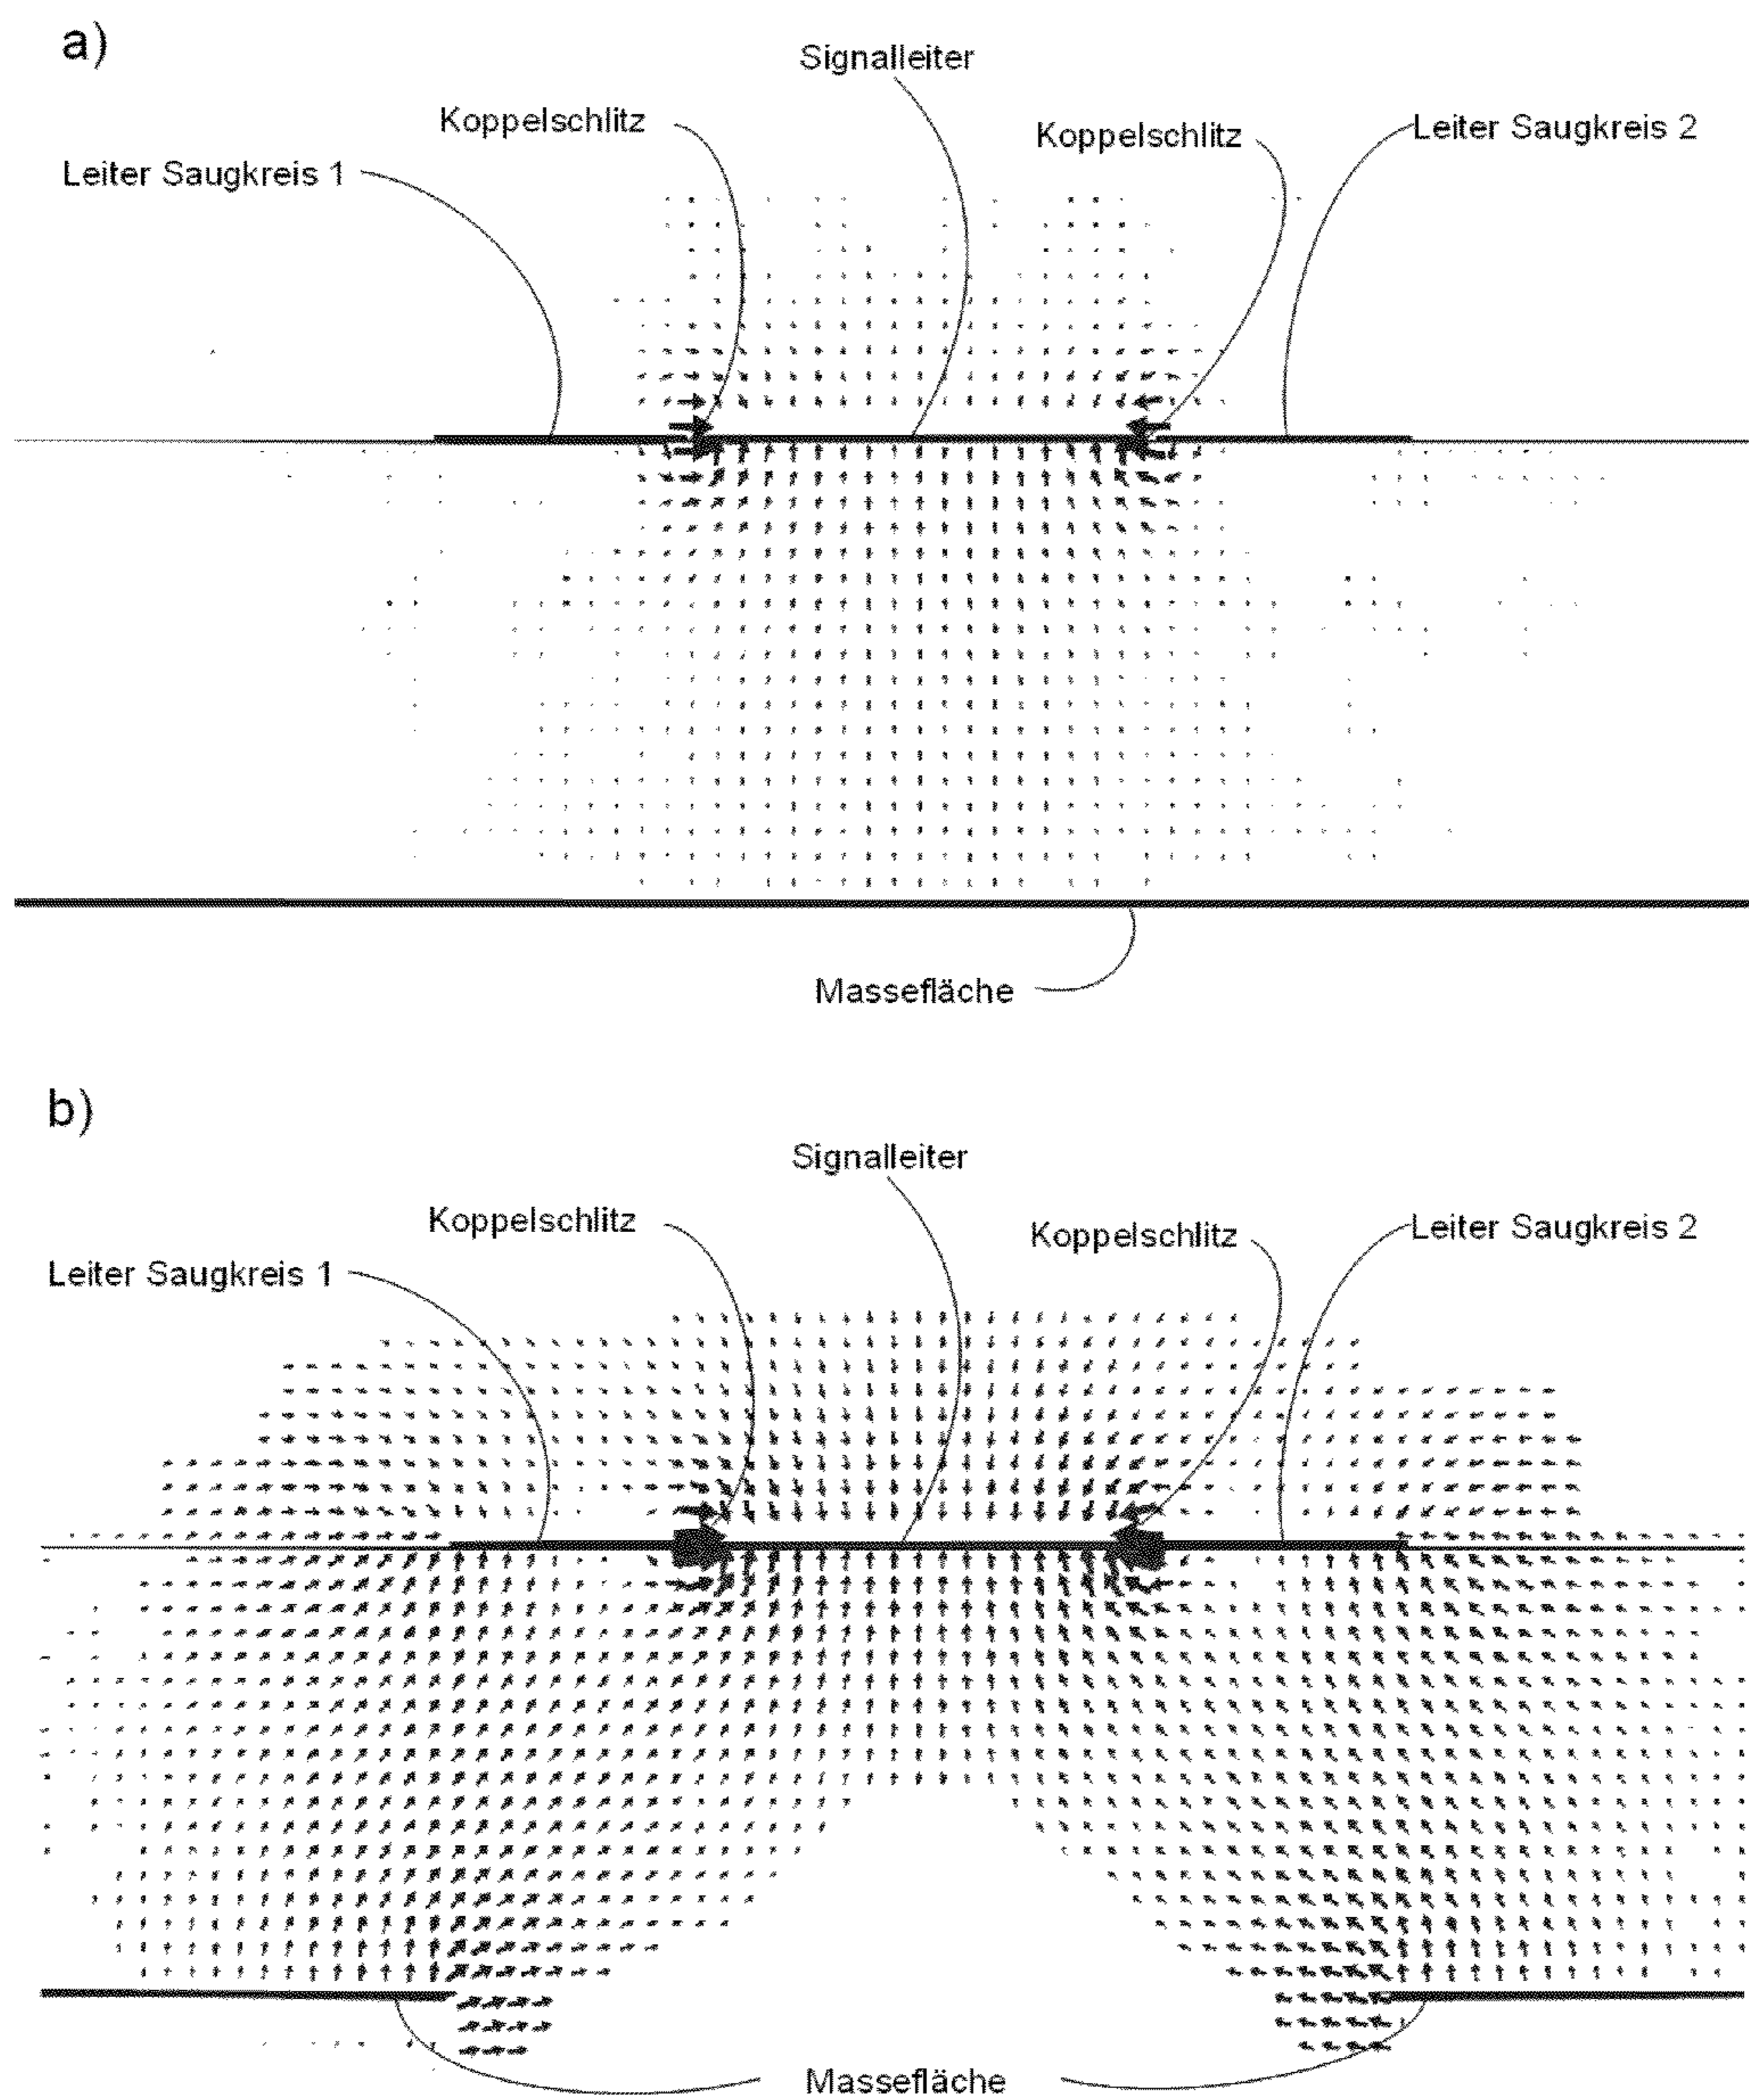 a)
Signalleiter
Koppelschlitz
Koppelschlitz
Leiter Saugkreis 2
Leiter Saugkreis 1
Massefläche
b)
Signalleiter
Koppelschlitz
Koppelschlitz
Leiter Saugkreis 2
Leiter Saugkreis 1
Massefläche